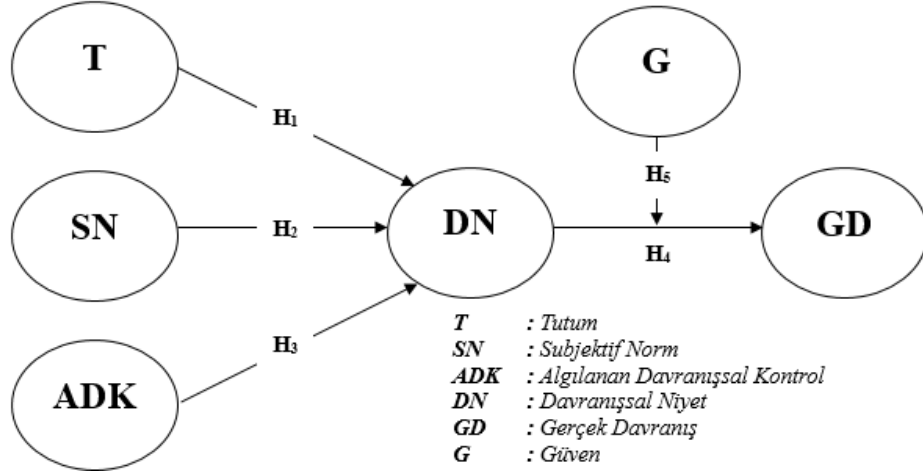 T
G
H₁
H₅
SN
H₂
DN
GD
H₄
H₃
ADK
T : Tutum
SN : Subjektif Norm
ADK : Algılanan Davranışsal Kontrol
DN : Davranışsal Niyet
GD : Gerçek Davranış
G : Güven